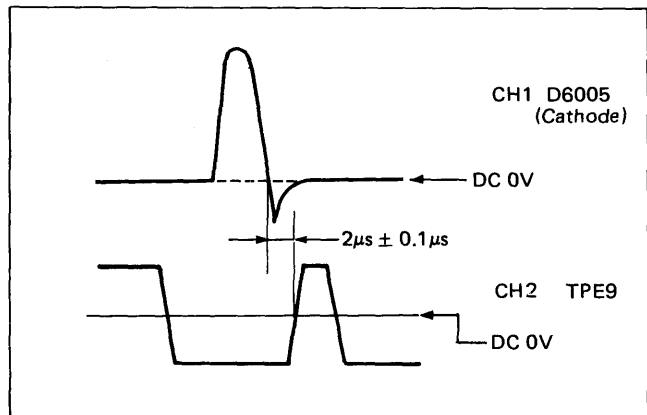 CH1 D6005
(Cathode)
DC 0V
2μs ± 0.1μs
CH2 TPE9
DC 0V